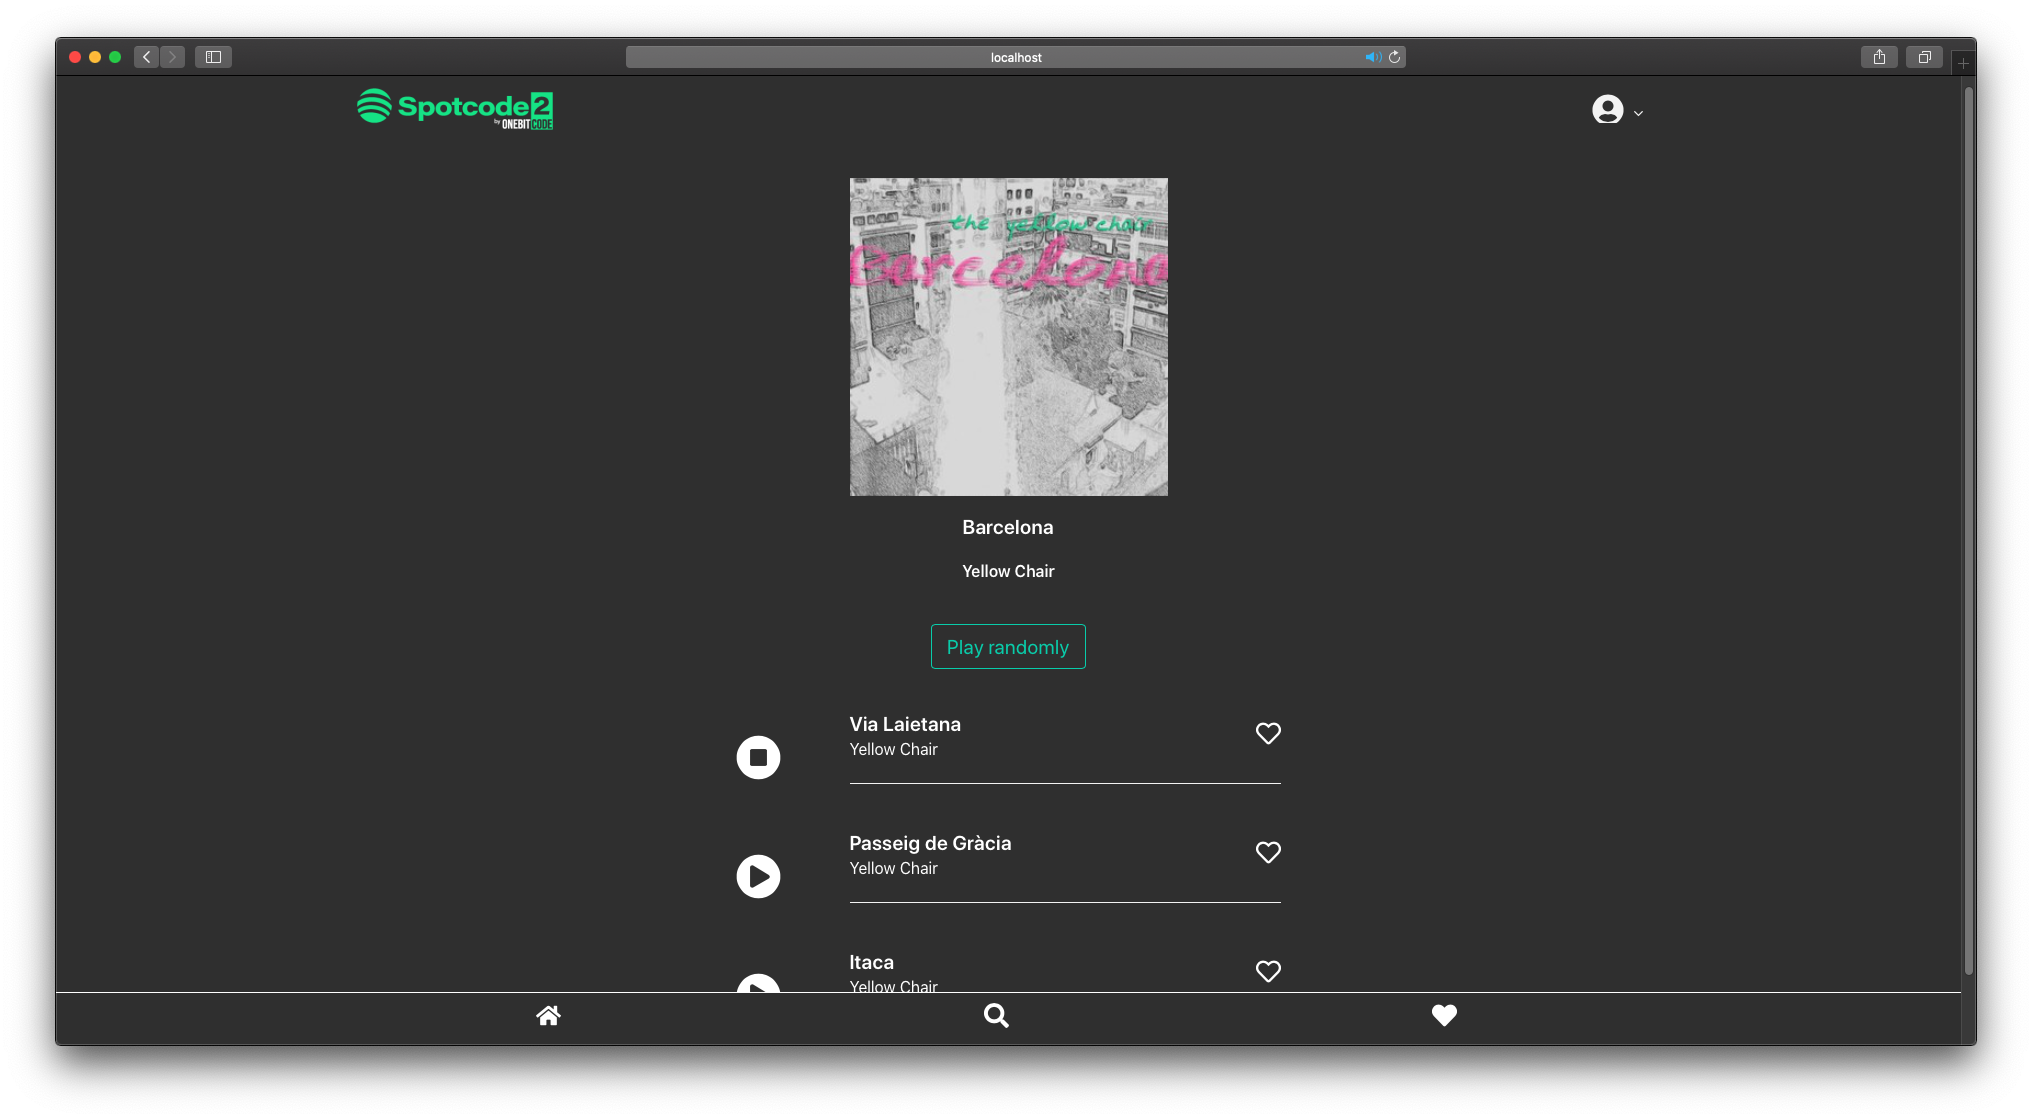 localhost
Spotcode2
by ONEBITCODE
the yellow chair
Barcelona
Barcelona
Yellow Chair
Play randomly
Via Laietana
Yellow Chair
Passeig de Gràcia
Yellow Chair
Itaca
Yellow Chair